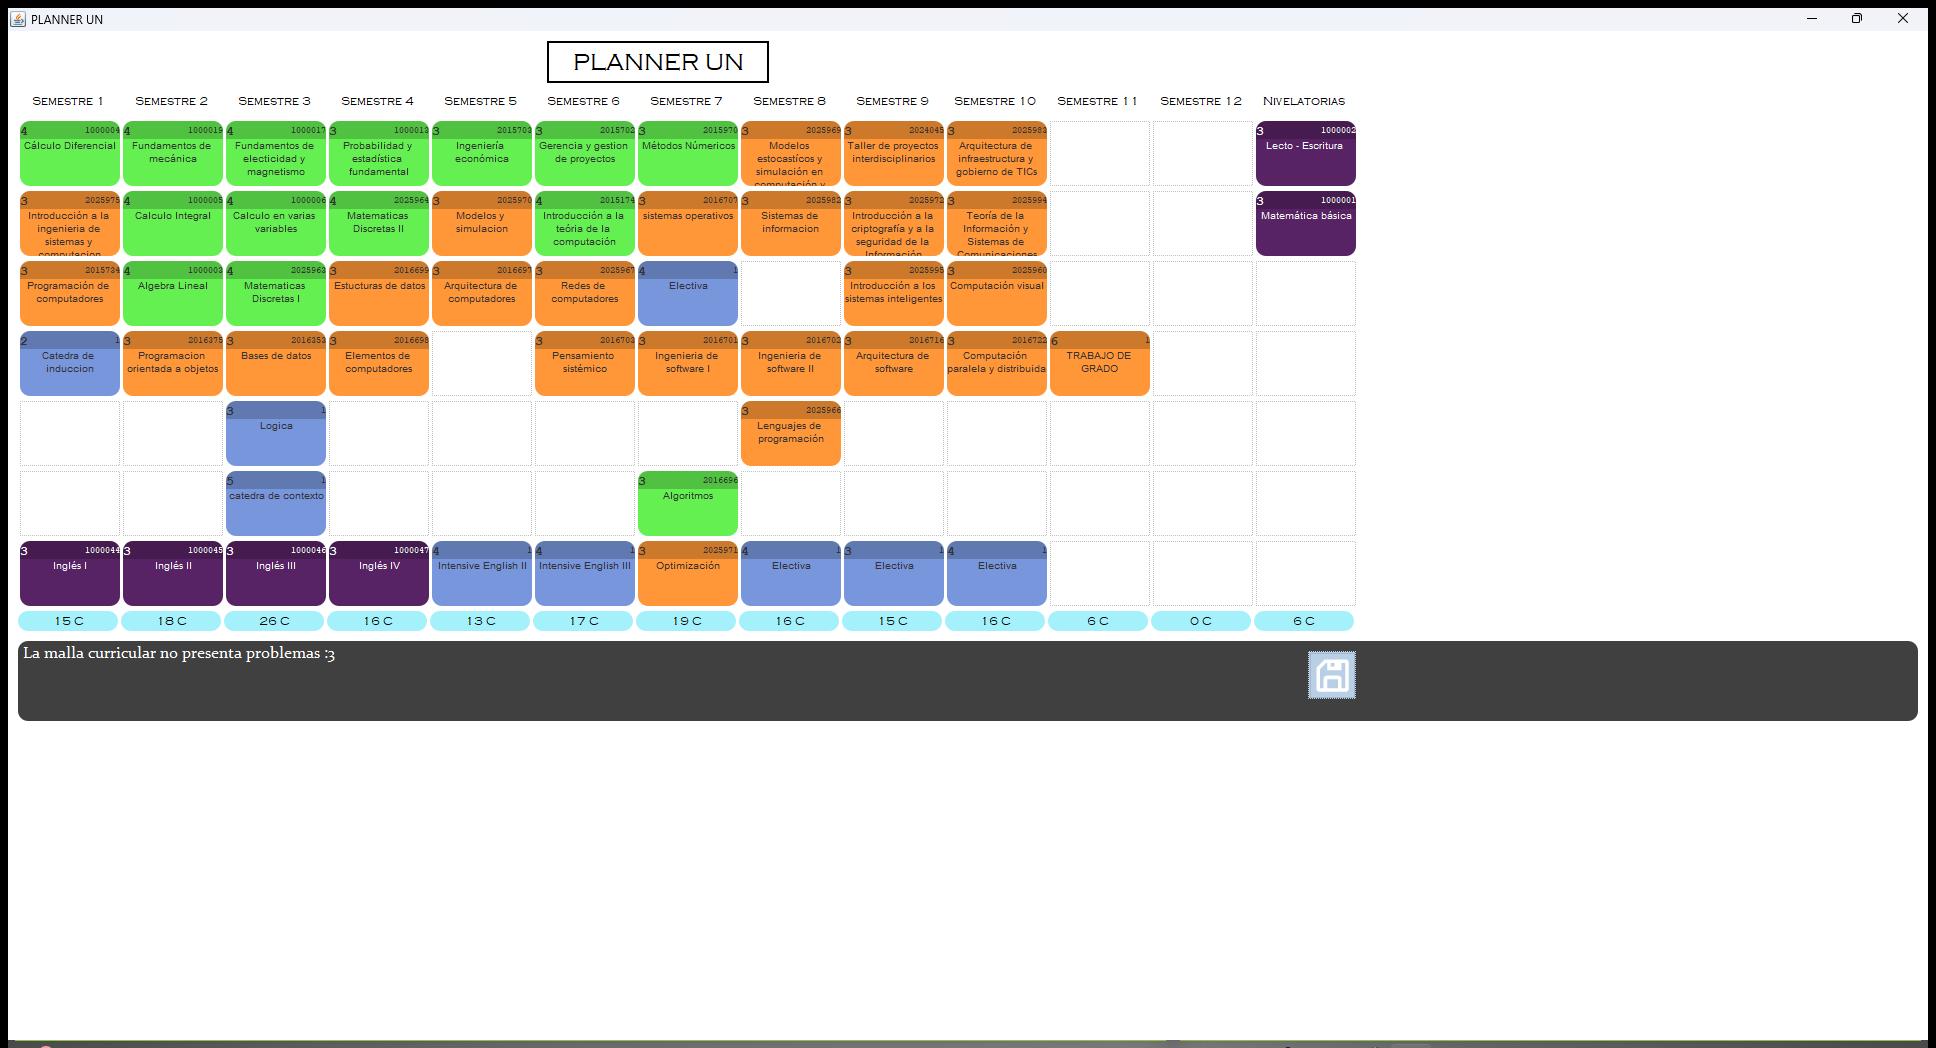 PLANNER UN
PLANNER UN
SEMESTRE 1 SEMESTRE 2 SEMESTRE 3 SEMESTRE 4 SEMESTRE 5 SEMESTRE 6 SEMESTRE 7 SEMESTRE 8 SEMESTRE 9 SEMESTRE 10 SEMESTRE 11 SEMESTRE 12 NIVELATORIAS
4 1000004
Cálculo Diferencial
4 1000019
Fundamentos de
mecánica
4 1000017
Fundamentos de
electicidad y
magnetismo
3 1000013
Probabilidad y
estadística
fundamental
3 2015703
Ingeniería
económica
3 2015702
Gerencia y gestion
de proyectos
3 2015970
Métodos Númericos
3 2025969
Modelos
estocastícos y
simulación en
computación y
3 2024045
Taller de proyectos
interdisciplinarios
3 2025983
Arquitectura de
infraestructura y
gobierno de TICs
3 1000002
Lecto - Escritura
3 2025975
Introducción a la
ingenieria de
sistemas y
computacion
4 1000005
Calculo Integral
4 1000006
Calculo en varias
variables
4 2025964
Matematicas
Discretas II
3 2025970
Modelos y
simulacion
4 2015174
Introducción a la
teória de la
computación
3 2016707
sistemas operativos
3 2025982
Sistemas de
informacion
3 2025972
Introducción a la
criptografía y a la
seguridad de la
Información
3 2025994
Teoría de la
Información y
Sistemas de
Comunicaciones
3 1000001
Matemática básica
3 2015734
Programación de
computadores
4 1000003
Algebra Lineal
4 2025963
Matematicas
Discretas I
3 2016699
Estucturas de datos
3 2016697
Arquitectura de
computadores
3 2025967
Redes de
computadores
4 1
Electiva
3 2025995
Introducción a los
sistemas inteligentes
3 2025960
Computación visual
2 1
Catedra de
induccion
3 2016375
Programacion
orientada a objetos
3 2016353
Bases de datos
3 2016698
Elementos de
computadores
3 2016703
Pensamiento
sistémico
3 2016701
Ingenieria de
software I
3 2016702
Ingenieria de
software II
3 2016716
Arquitectura de
software
3 2016722
Computación
paralela y distribuida
6 1
TRABAJO DE
GRADO
3 1
Logica
3 2025966
Lenguajes de
programación
5 1
catedra de contexto
3 2016696
Algoritmos
3 1000044
Inglés I
3 1000045
Inglés II
3 1000046
Inglés III
3 1000047
Inglés IV
4 1
Intensive English II
4 1
Intensive English III
3 2025971
Optimización
4 1
Electiva
3 1
Electiva
4 1
Electiva
15 C 18 C 26 C 16 C 13 C 17 C 19 C 16 C 15 C 16 C 6 C 0 C 6 C
La malla curricular no presenta problemas :3